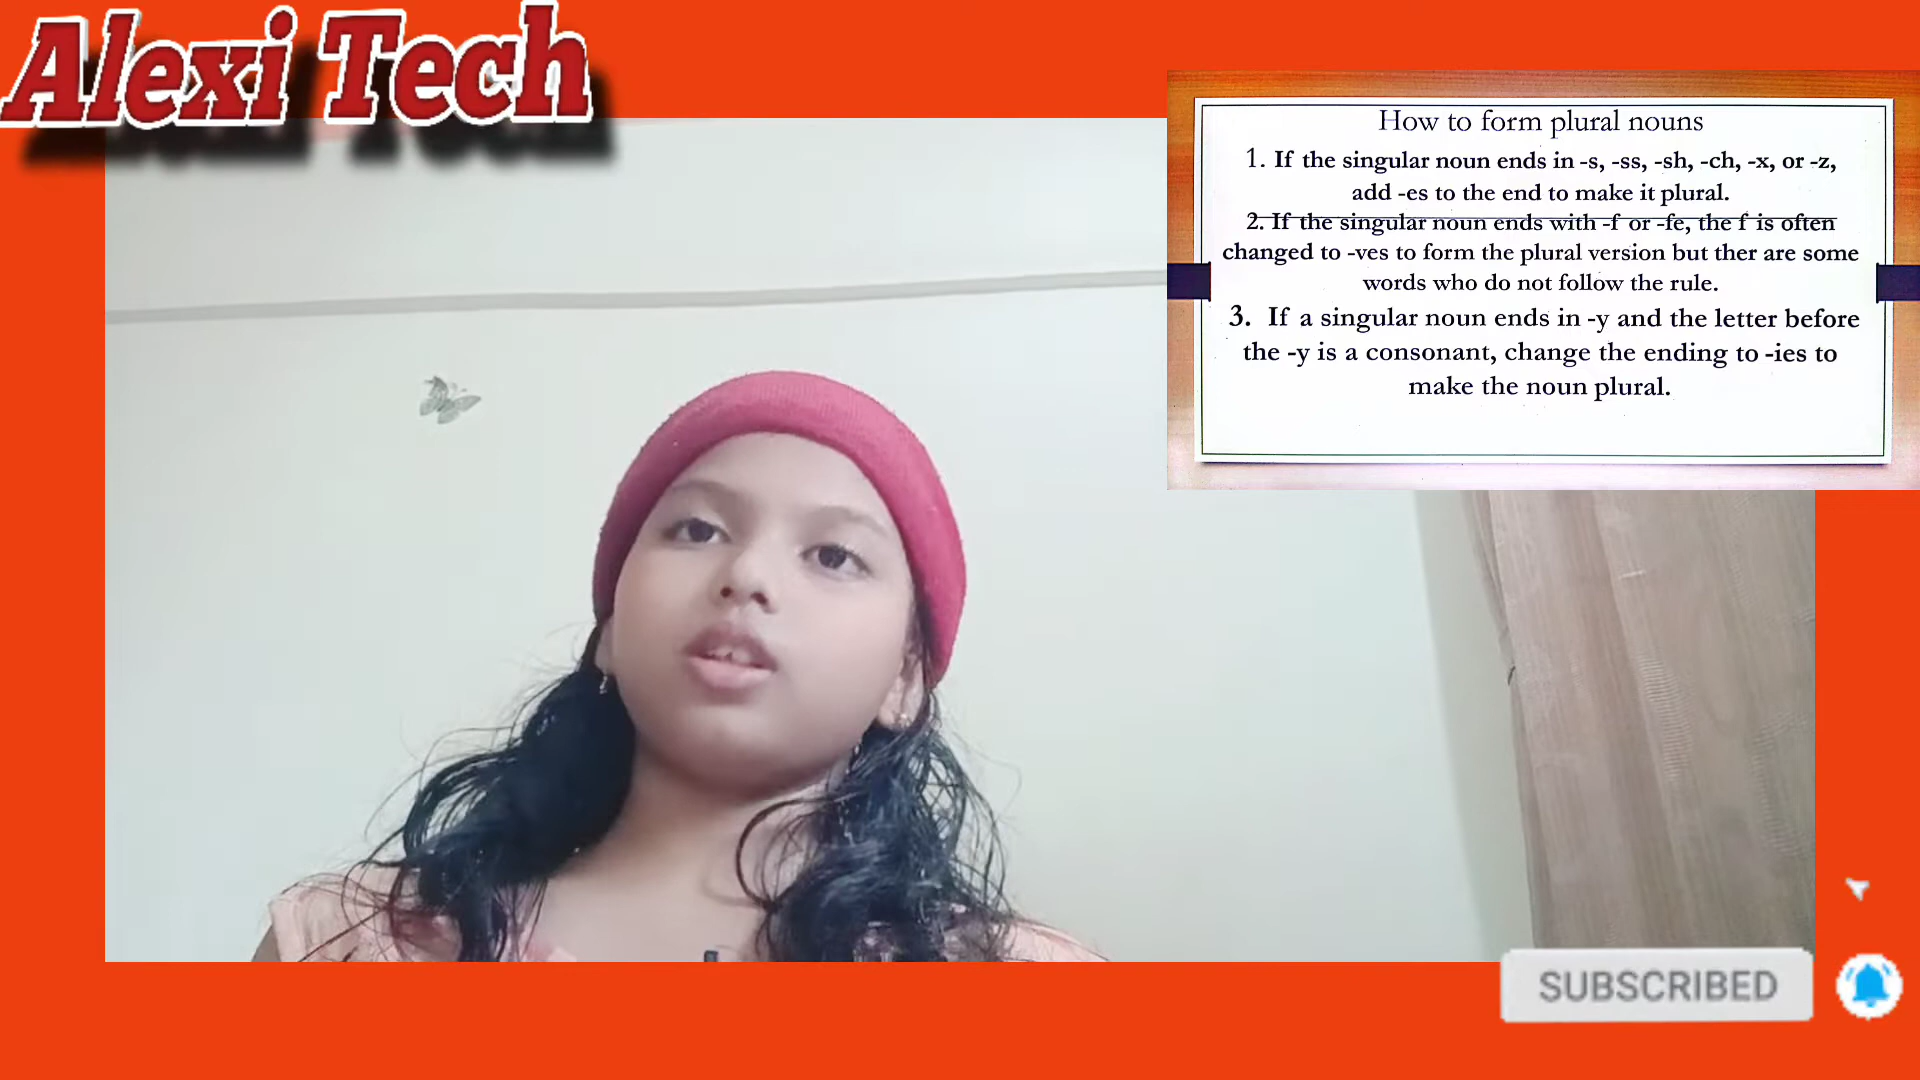 Alexi Tech
How to form plural nouns
1. If the singular noun ends in -s, -ss, -sh, -ch, -x, or -z,
add -es to the end to make it plural.
2. If the singular noun ends with -f or -fe, the f is often
changed to -ves to form the plural version but ther are some
words who do not follow the rule.
3. If a singular noun ends in -y and the letter before
the -y is a consonant, change the ending to -ies to
make the noun plural.
SUBSCRIBED